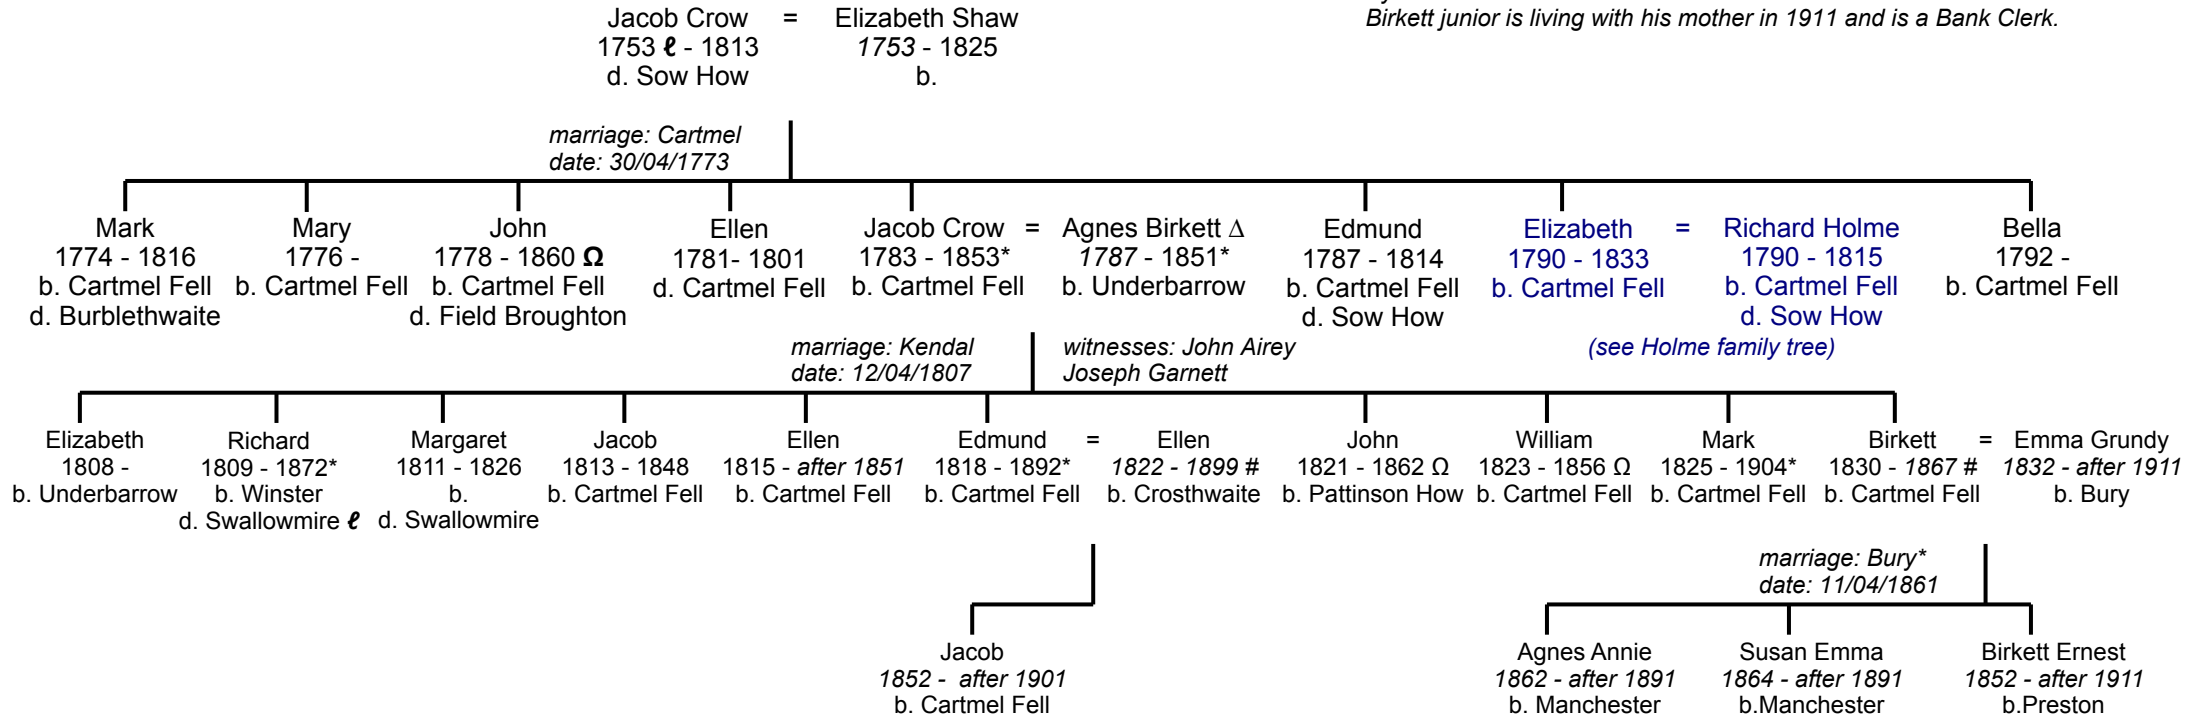 Birkett junior is living with his mother in 1911 and is a Bank Clerk.
Jacob Crow = Elizabeth Shaw
1753 ℓ - 1813 1753 - 1825
d. Sow How b.
marriage: Cartmel
date: 30/04/1773
Mark Mary John Ellen Jacob Crow = Agnes Birkett Δ Edmund Elizabeth = Richard Holme Bella
1774 - 1816 1776 - 1778 - 1860 Ω 1781- 1801 1783 - 1853* 1787 - 1851* 1787 - 1814 1790 - 1833 1790 - 1815 1792 -
b. Cartmel Fell b. Cartmel Fell b. Cartmel Fell d. Cartmel Fell b. Cartmel Fell b. Underbarrow b. Cartmel Fell b. Cartmel Fell b. Cartmel Fell b. Cartmel Fell
d. Burblethwaite d. Field Broughton d. Sow How d. Sow How
marriage: Kendal witnesses: John Airey (see Holme family tree)
date: 12/04/1807 Joseph Garnett
Elizabeth Richard Margaret Jacob Ellen Edmund = Ellen John William Mark Birkett = Emma Grundy
1808 - 1809 - 1872* 1811 - 1826 1813 - 1848 1815 - after 1851 1818 - 1892* 1822 - 1899 # 1821 - 1862 Ω 1823 - 1856 Ω 1825 - 1904* 1830 - 1867 # 1832 - after 1911
b. Underbarrow b. Winster b. b. Cartmel Fell b. Cartmel Fell b. Cartmel Fell b. Crosthwaite b. Pattinson How b. Cartmel Fell b. Cartmel Fell b. Cartmel Fell b. Bury
d. Swallowmire ℓ d. Swallowmire
marriage: Bury*
date: 11/04/1861
Jacob Agnes Annie Susan Emma Birkett Ernest
1852 - after 1901 1862 - after 1891 1864 - after 1891 1852 - after 1911
b. Cartmel Fell b. Manchester b.Manchester b.Preston